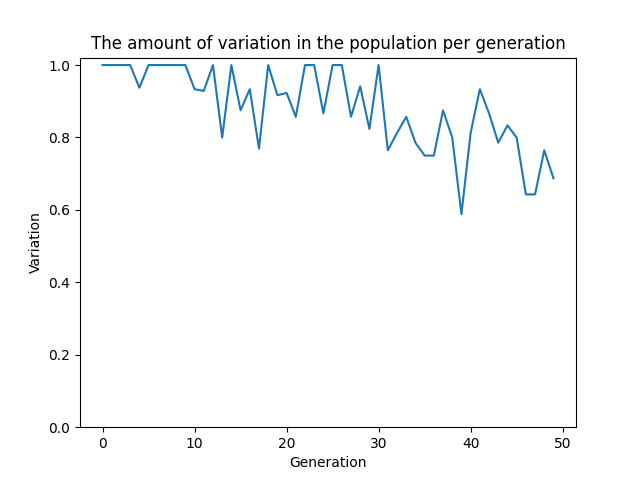 The amount of variation in the population per generation
1.0
0.8
0.6
0.4
0.2
0.0
Variation
0 10 20 30 40 50
Generation